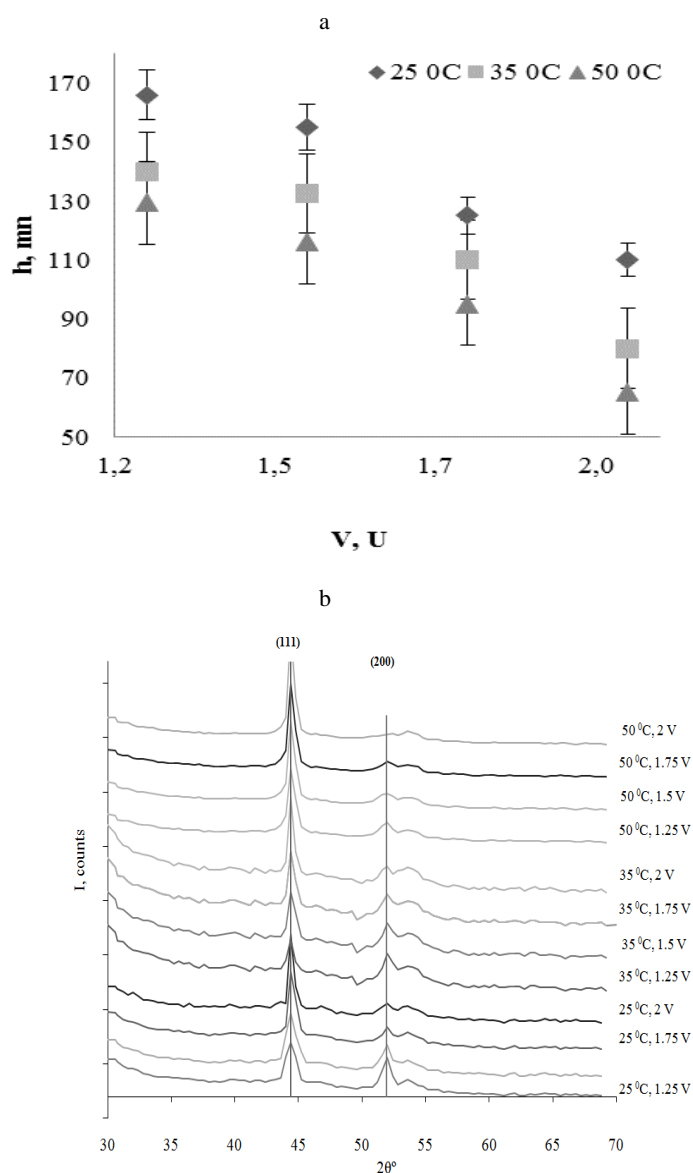 a
170
150
130
110
90
70
50
h, mn
25 0C 35 0C 50 0C
1,2 1,5 1,7 2,0
V, U
b
(111) (200)
I, counts
50 ⁰C, 2 V
50 ⁰C, 1.75 V
50 ⁰C, 1.5 V
50 ⁰C, 1.25 V
35 ⁰C, 2 V
35 ⁰C, 1.75 V
35 ⁰C, 1.5 V
35 ⁰C, 1.25 V
25 ⁰C, 2 V
25 ⁰C, 1.75 V
25 ⁰C, 1.25 V
30 35 40 45 50 55 60 65 70
2θº